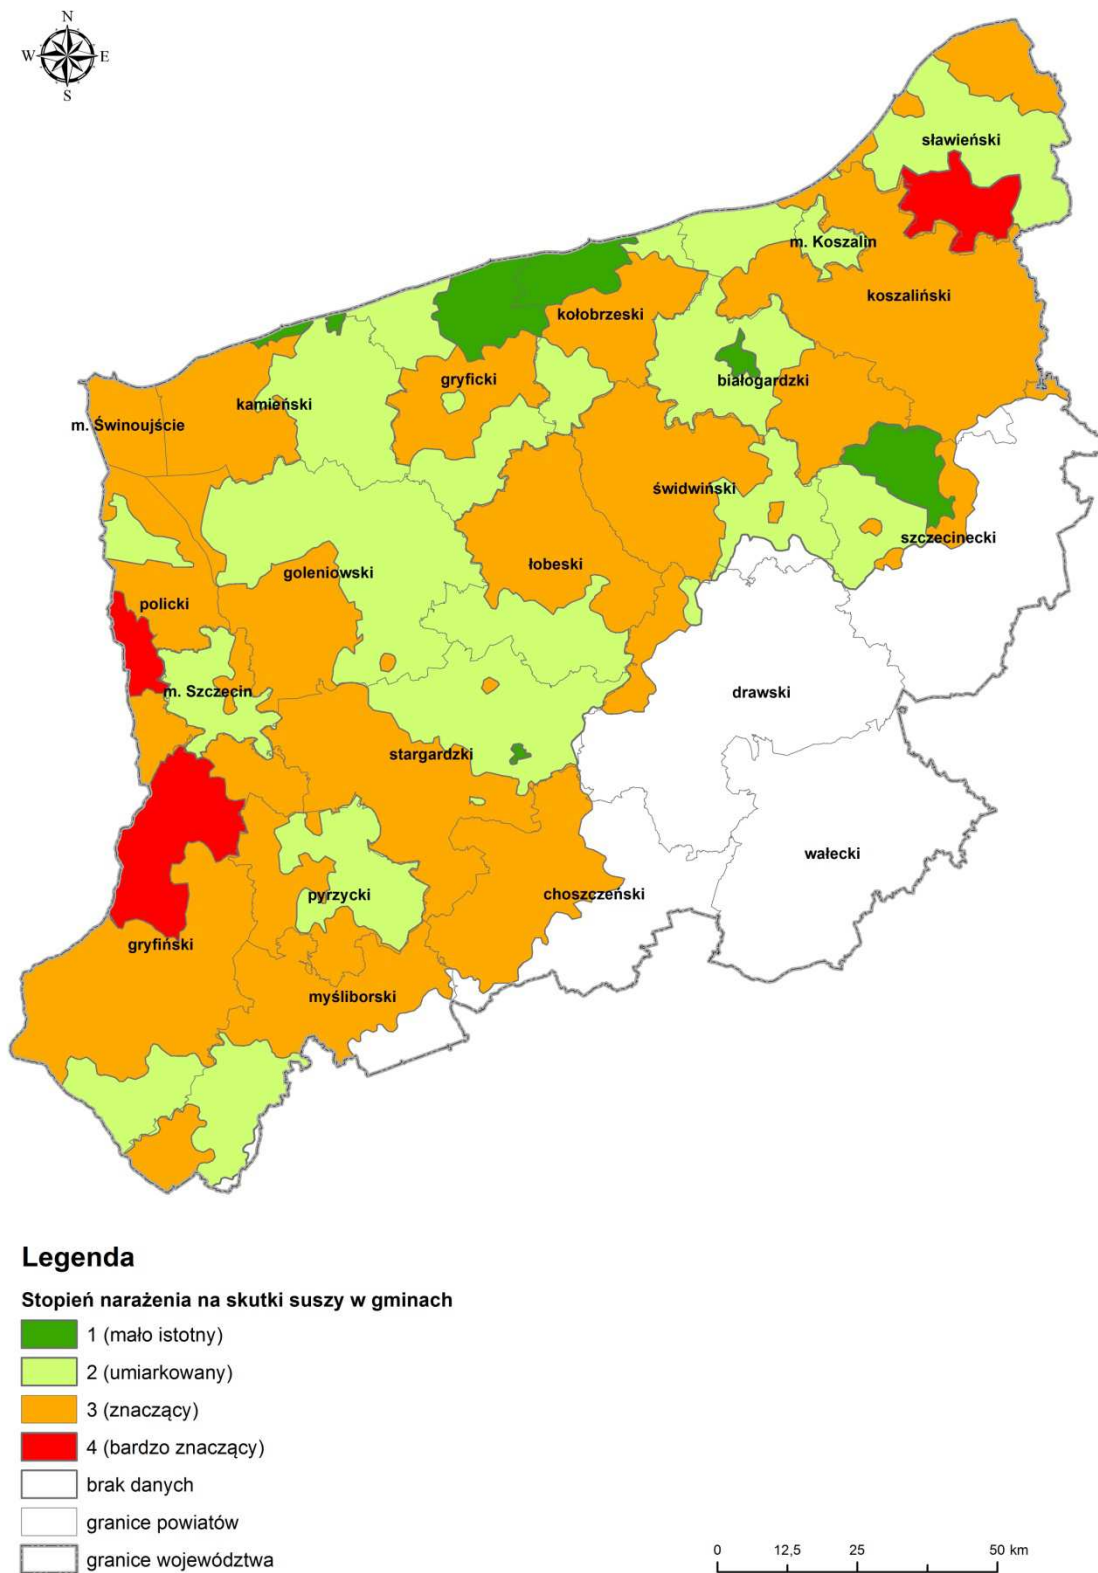 N
W E
S
sławieński
m. Koszalin
koszaliński
kołobrzeski
gryficki
białogardzki
kamieński
m. Świnoujście
świdwiński
szczecinecki
łobeski
goleniowski
policki
m. Szczecin
drawski
stargardzki
wałecki
choszczeński
pyrzycki
gryfiński
myśliborski
Legenda
Stopień narażenia na skutki suszy w gminach
1 (mało istotny)
2 (umiarkowany)
3 (znaczący)
4 (bardzo znaczący)
brak danych
granice powiatów
granice województwa
0 12,5 25 50 km